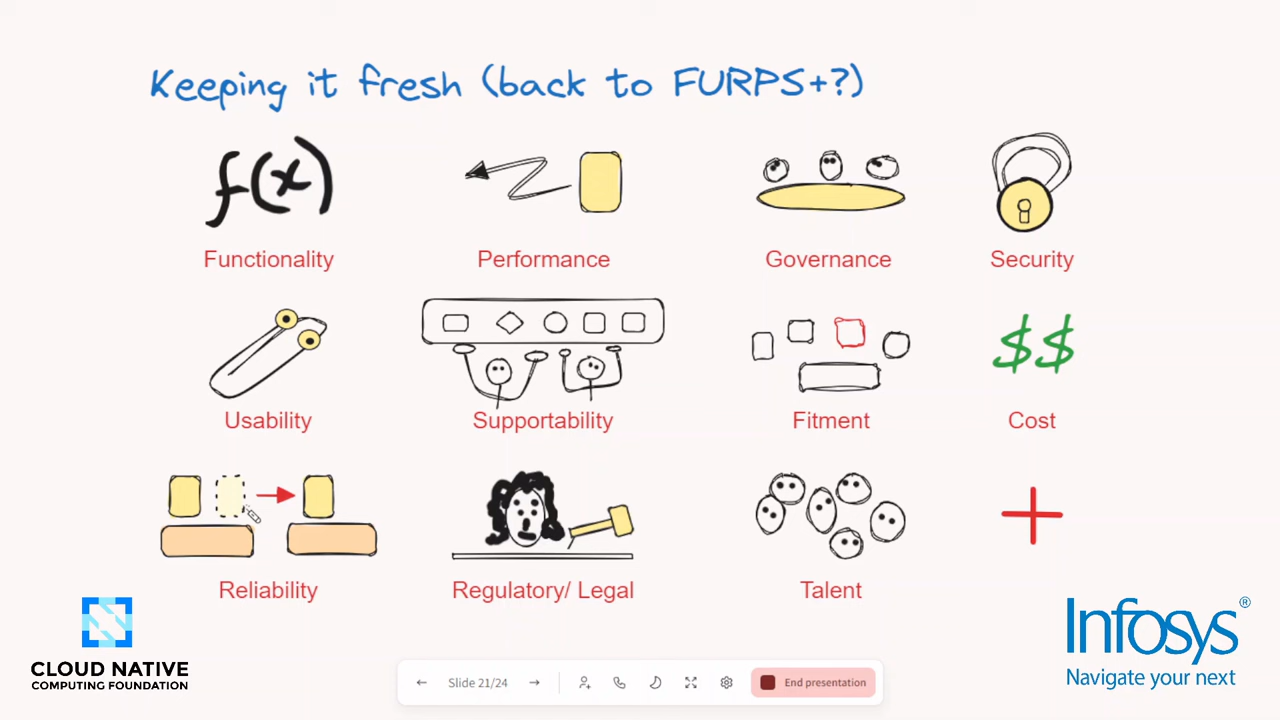 Keeping it fresh (back to FURPS+?)
f(x)
Functionality
Performance
Governance
Security
Usability
Supportability
Fitment
$$
Cost
Reliability
Regulatory/ Legal
Talent
+
CLOUD NATIVE
COMPUTING FOUNDATION
Slide 21/24
End presentation
Infosys®
Navigate your next